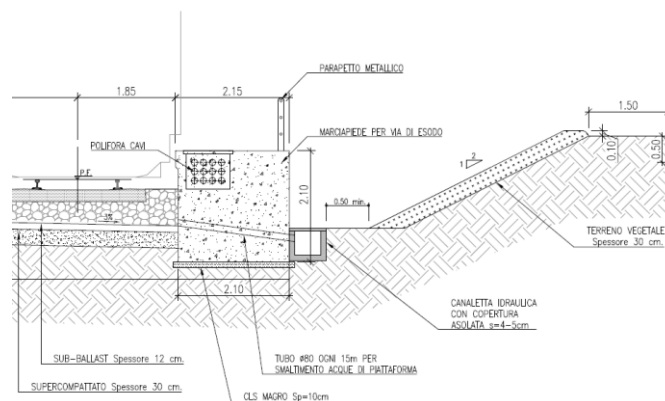 PARAPETTO METALLICO
1.85
2.15
1.50
MARCIAPIEDE PER VIA DI ESODO
POLIFORA CAVI
2
1
0.10
0.50
P.F.
2.10
0.50 min.
TERRENO VEGETALE
Spessore 30 cm.
2.10
CANALETTA IDRAULICA
CON COPERTURA
ASOLATA s=4-5cm
SUB-BALLAST Spessore 12 cm.
TUBO ø80 OGNI 15m PER
SMALTIMENTO ACQUE DI PIATTAFORMA
SUPERCOMPATTATO Spessore 30 cm.
CLS MAGRO Sp=10cm